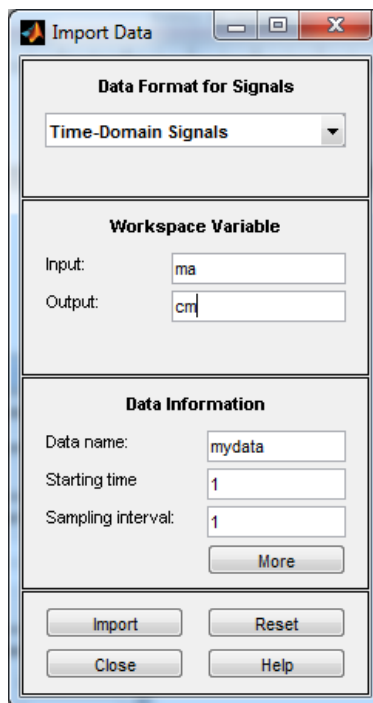 Import Data
Data Format for Signals
Time-Domain Signals
Workspace Variable
Input: ma
Output: cm
Data Information
Data name: mydata
Starting time 1
Sampling interval: 1
More
Import Reset
Close Help